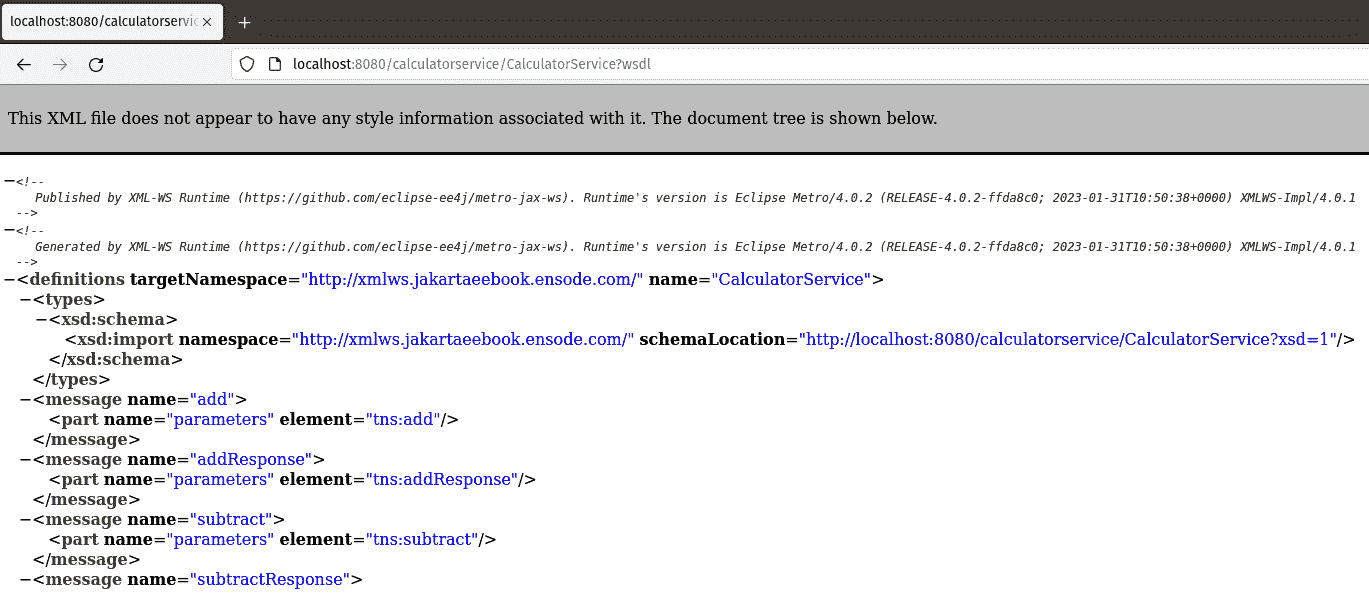 localhost:8080/calculatorservic
localhost:8080/calculatorservice/CalculatorService?wsdl
This XML file does not appear to have any style information associated with it. The document tree is shown below.
−<!--
Published by XML-WS Runtime (https://github.com/eclipse-ee4j/metro-jax-ws). Runtime's version is Eclipse Metro/4.0.2 (RELEASE-4.0.2-ffda8c0; 2023-01-31T10:50:38+0000) XMLWS-Impl/4.0.1
-->
−<!--
Generated by XML-WS Runtime (https://github.com/eclipse-ee4j/metro-jax-ws). Runtime's version is Eclipse Metro/4.0.2 (RELEASE-4.0.2-ffda8c0; 2023-01-31T10:50:38+0000) XMLWS-Impl/4.0.1
-->
−<definitions targetNamespace="http://xmlws.jakartaeebook.ensode.com/" name="CalculatorService">
−<types>
−<xsd:schema>
<xsd:import namespace="http://xmlws.jakartaeebook.ensode.com/" schemaLocation="http://localhost:8080/calculatorservice/CalculatorService?xsd=1"/>
</xsd:schema>
</types>
−<message name="add">
<part name="parameters" element="tns:add"/>
</message>
−<message name="addResponse">
<part name="parameters" element="tns:addResponse"/>
</message>
−<message name="subtract">
<part name="parameters" element="tns:subtract"/>
</message>
−<message name="subtractResponse">